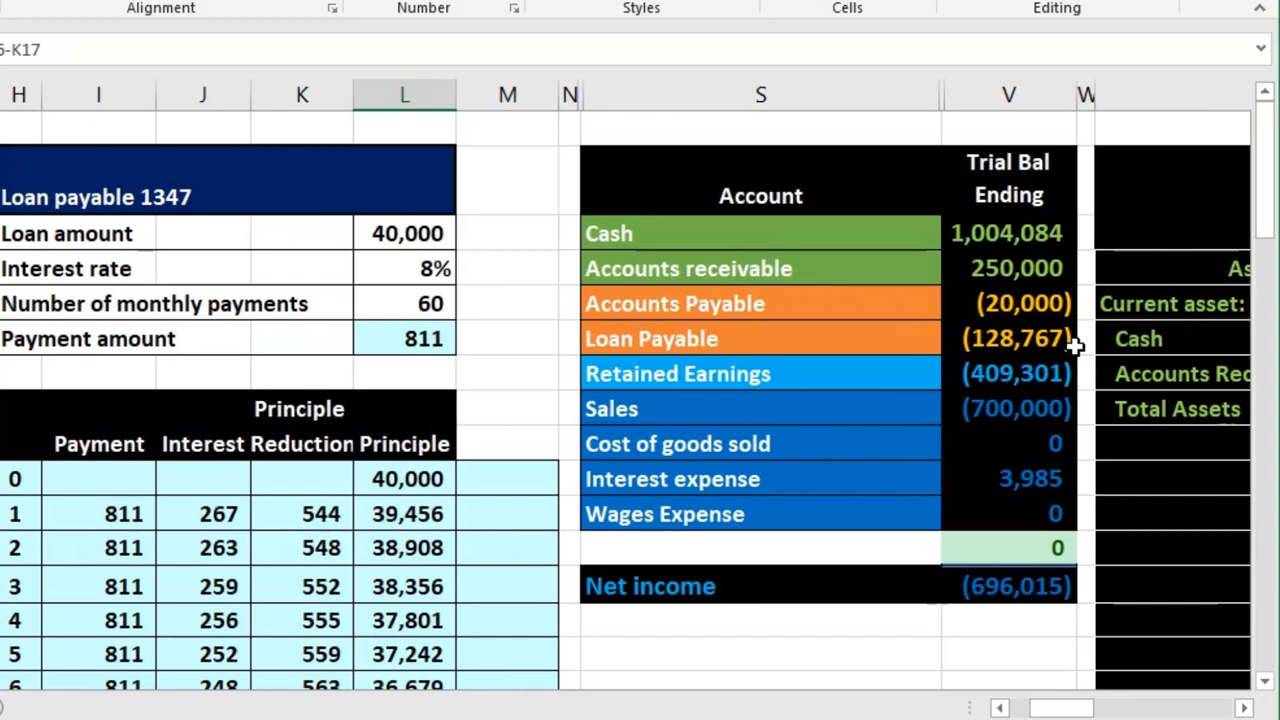 Alignment Number Styles Cells Editing
5-K17
H I J K L M N S V W
Loan payable 1347
Loan amount 40,000
Interest rate 8%
Number of monthly payments 60
Payment amount 811
Principle
Payment Interest Reduction Principle
0 40,000
1 811 267 544 39,456
2 811 263 548 38,908
3 811 259 552 38,356
4 811 256 555 37,801
5 811 252 559 37,242
6 811 248 563 36,679
Trial Bal
Account Ending
Cash 1,004,084
Accounts receivable 250,000
Accounts Payable (20,000)
Loan Payable (128,767)
Retained Earnings (409,301)
Sales (700,000)
Cost of goods sold 0
Interest expense 3,985
Wages Expense 0
0
Net income (696,015)
As
Current asset:
Cash
Accounts Rec
Total Assets